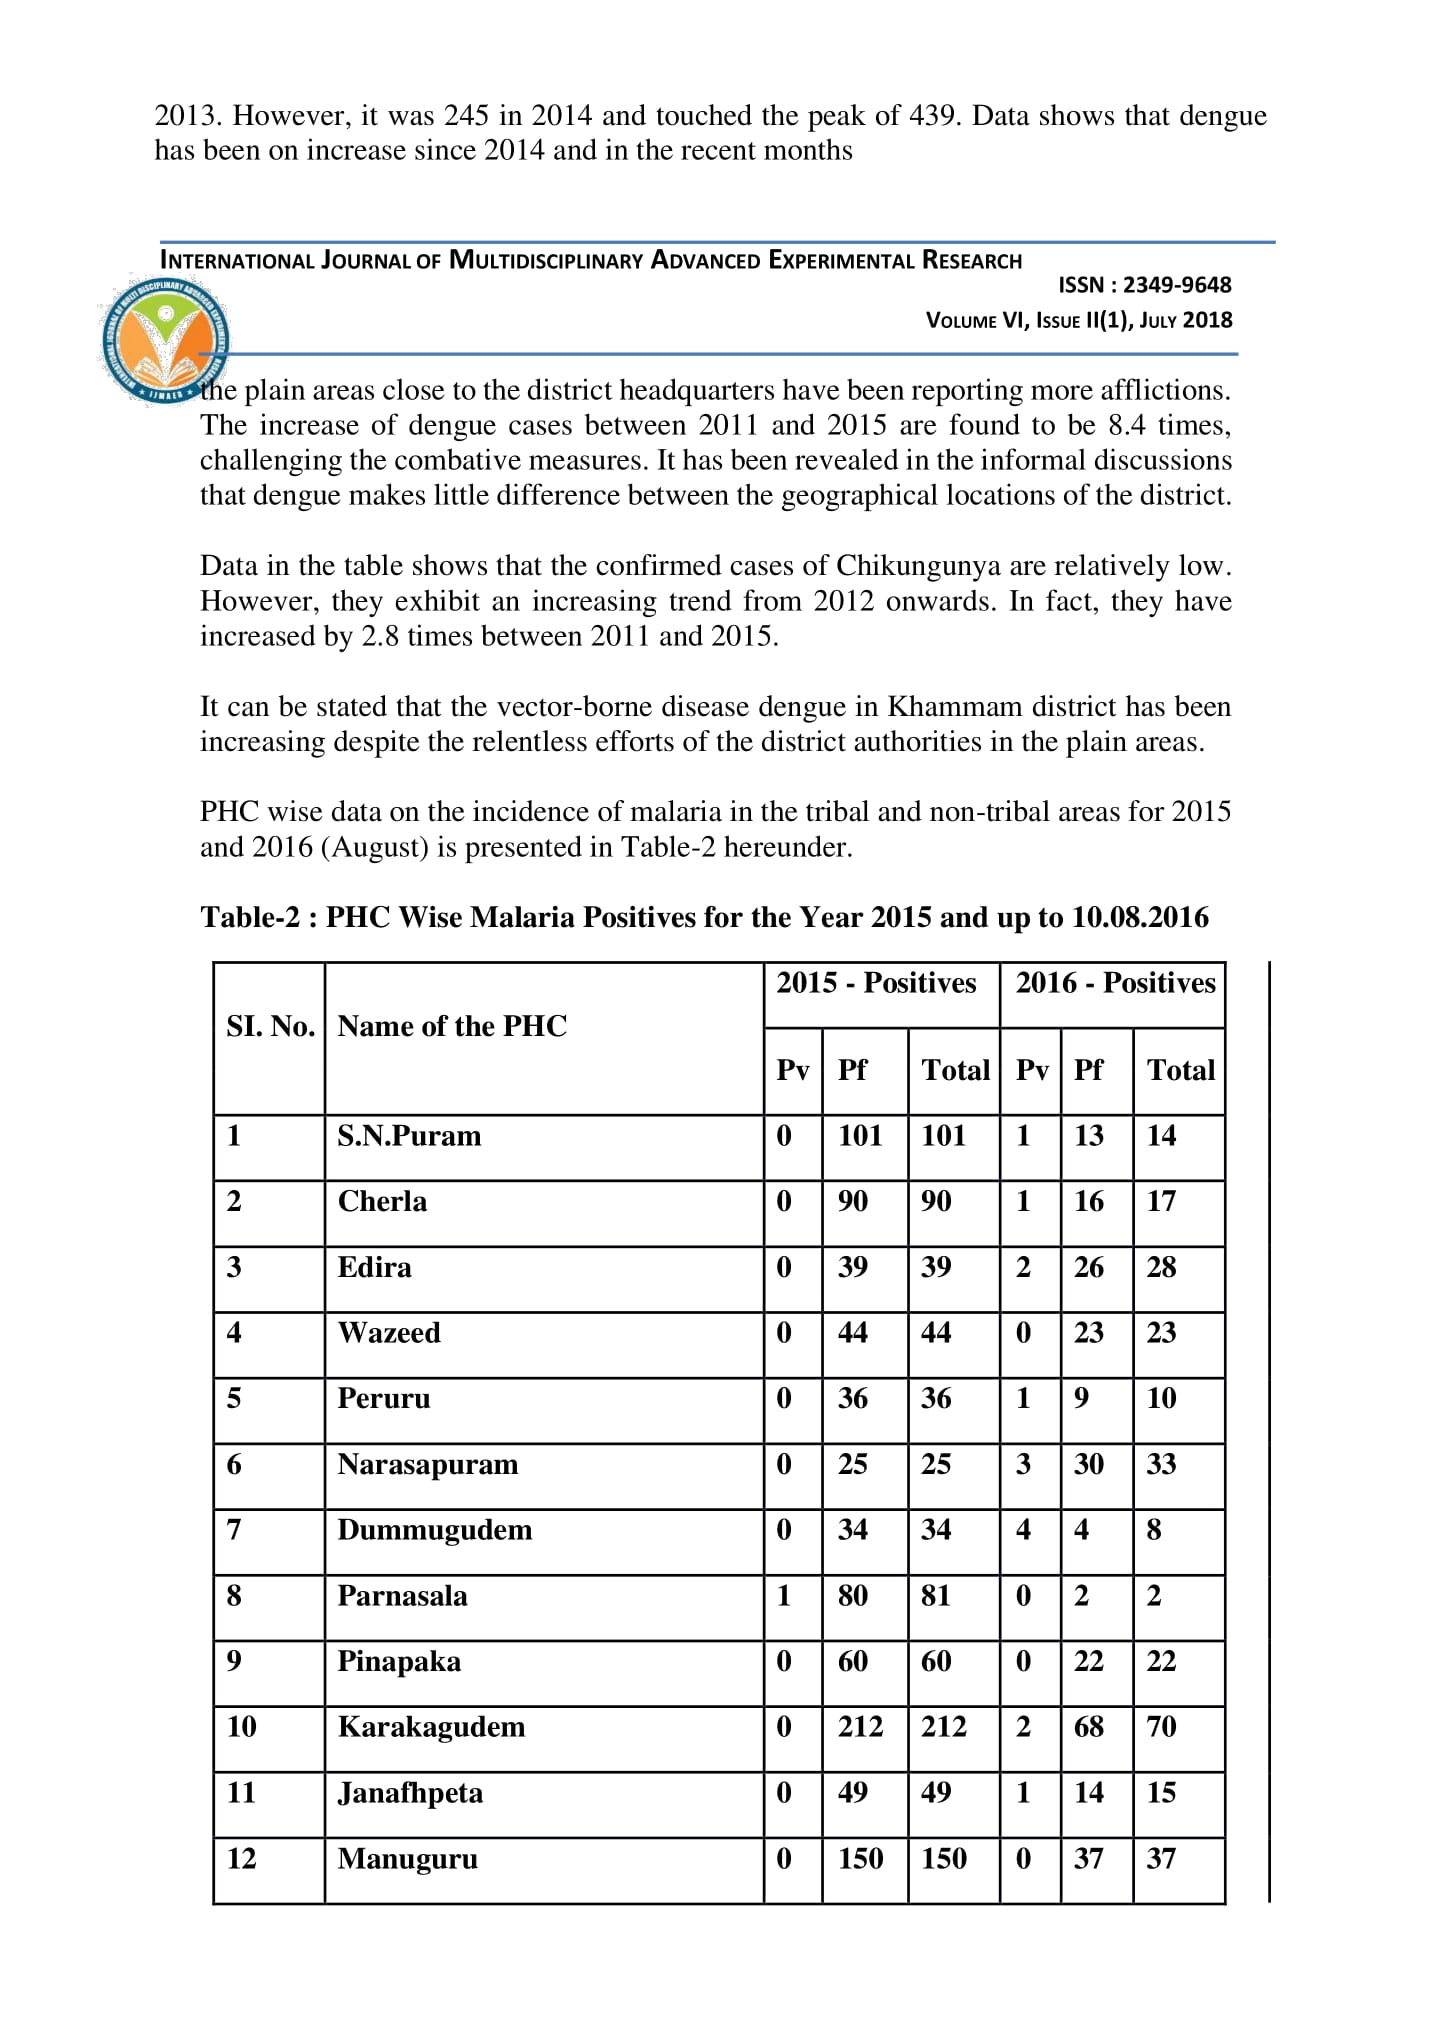 2013. However, it was 245 in 2014 and touched the peak of 439. Data shows that dengue
has been on increase since 2014 and in the recent months
INTERNATIONAL JOURNAL OF MULTIDISCIPLINARY ADVANCED EXPERIMENTAL RESEARCH
ISSN : 2349-9648
VOLUME VI, ISSUE II(1), JULY 2018
IJMAER
the plain areas close to the district headquarters have been reporting more afflictions.
The increase of dengue cases between 2011 and 2015 are found to be 8.4 times,
challenging the combative measures. It has been revealed in the informal discussions
that dengue makes little difference between the geographical locations of the district.
Data in the table shows that the confirmed cases of Chikungunya are relatively low.
However, they exhibit an increasing trend from 2012 onwards. In fact, they have
increased by 2.8 times between 2011 and 2015.
It can be stated that the vector-borne disease dengue in Khammam district has been
increasing despite the relentless efforts of the district authorities in the plain areas.
PHC wise data on the incidence of malaria in the tribal and non-tribal areas for 2015
and 2016 (August) is presented in Table-2 hereunder.
Table-2 : PHC Wise Malaria Positives for the Year 2015 and up to 10.08.2016
SI. No. Name of the PHC 2015 - Positives 2016 - Positives
Pv Pf Total Pv Pf Total
1 S.N.Puram 0 101 101 1 13 14
2 Cherla 0 90 90 1 16 17
3 Edira 0 39 39 2 26 28
4 Wazeed 0 44 44 0 23 23
5 Peruru 0 36 36 1 9 10
6 Narasapuram 0 25 25 3 30 33
7 Dummugudem 0 34 34 4 4 8
8 Parnasala 1 80 81 0 2 2
9 Pinapaka 0 60 60 0 22 22
10 Karakagudem 0 212 212 2 68 70
11 Janafhpeta 0 49 49 1 14 15
12 Manuguru 0 150 150 0 37 37